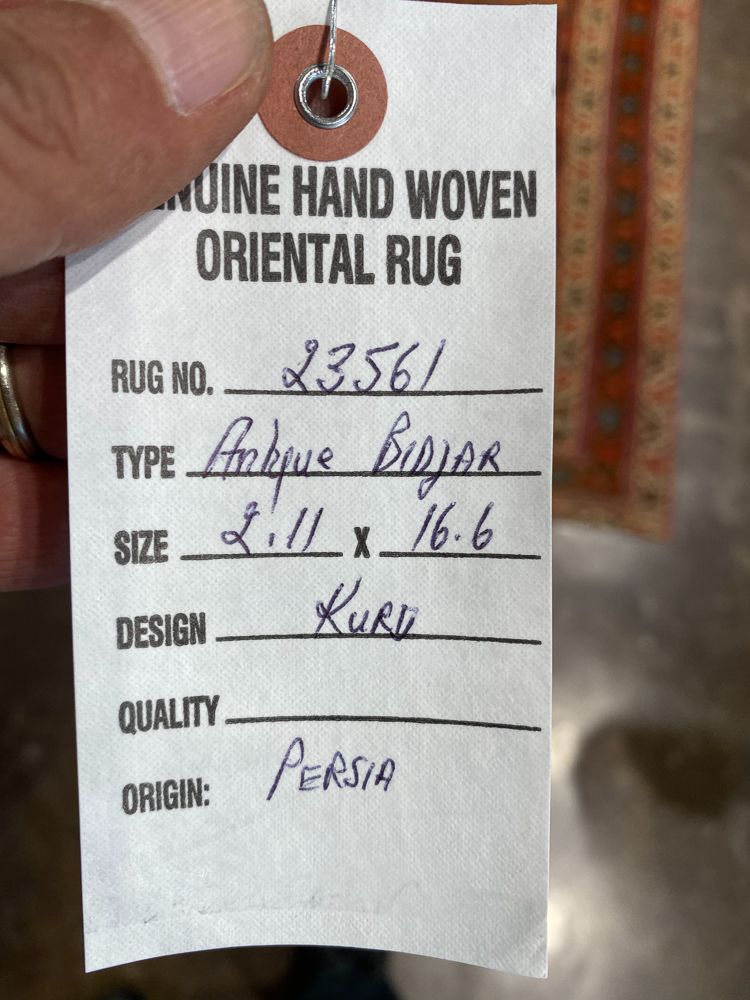 NUINE HAND WOVEN
ORIENTAL RUG
RUG NO. 23561
TYPE Antique BIDJAR
SIZE 2.11 X 16.6
DESIGN KURD
QUALITY
ORIGIN: PERSIA